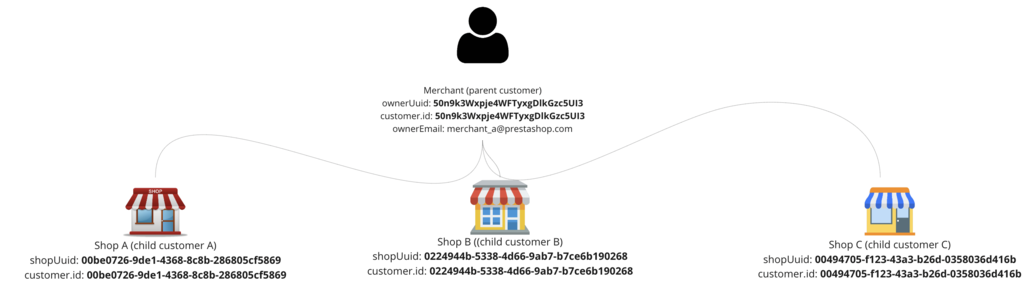 Merchant (parent customer)
ownerUuid: 50n9k3Wxpje4WFTyxgDlkGzc5UI3
customer.id: 50n9k3Wxpje4WFTyxgDlkGzc5UI3
ownerEmail: merchant_a@prestashop.com
SHOP
Shop A (child customer A)
shopUuid: 00be0726-9de1-4368-8c8b-286805cf5869
customer.id: 00be0726-9de1-4368-8c8b-286805cf5869
Shop B ((child customer B)
shopUuid: 0224944b-5338-4d66-9ab7-b7ce6b190268
customer.id: 0224944b-5338-4d66-9ab7-b7ce6b190268
Shop C (child customer C)
shopUuid: 00494705-f123-43a3-b26d-0358036d416b
customer.id: 00494705-f123-43a3-b26d-0358036d416b